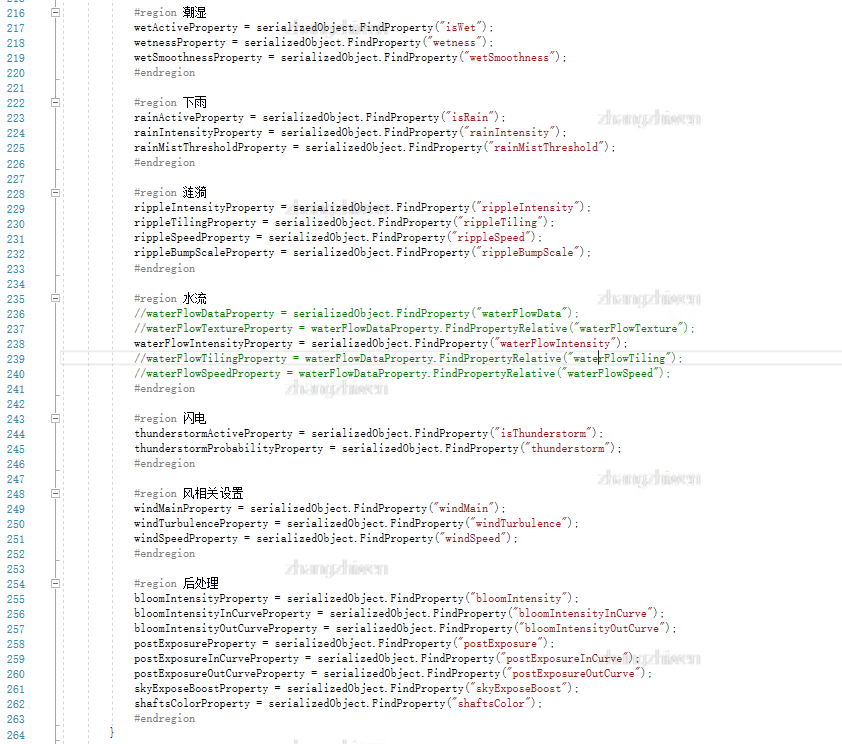 216 #region 潮湿
217 wetActiveProperty = serializedObject.FindProperty("isWet");
218 wetnessProperty = serializedObject.FindProperty("wetness");
219 wetSmoothnessProperty = serializedObject.FindProperty("wetSmoothness");
220 #endregion
221
222 #region 下雨
223 rainActiveProperty = serializedObject.FindProperty("isRain");
224 rainIntensityProperty = serializedObject.FindProperty("rainIntensity");
225 rainMistThresholdProperty = serializedObject.FindProperty("rainMistThreshold");
226 #endregion
227
228 #region 涟漪
229 rippleIntensityProperty = serializedObject.FindProperty("rippleIntensity");
230 rippleTilingProperty = serializedObject.FindProperty("rippleTiling");
231 rippleSpeedProperty = serializedObject.FindProperty("rippleSpeed");
232 rippleBumpScaleProperty = serializedObject.FindProperty("rippleBumpScale");
233 #endregion
234
235 #region 水流
236 //waterFlowDataProperty = serializedObject.FindProperty("waterFlowData");
237 //waterFlowTextureProperty = waterFlowDataProperty.FindPropertyRelative("waterFlowTexture");
238 waterFlowIntensityProperty = serializedObject.FindProperty("waterFlowIntensity");
239 //waterFlowTilingProperty = waterFlowDataProperty.FindPropertyRelative("waterFlowTiling");
240 //waterFlowSpeedProperty = waterFlowDataProperty.FindPropertyRelative("waterFlowSpeed");
241 #endregion
242
243 #region 闪电
244 thunderstormActiveProperty = serializedObject.FindProperty("isThunderstorm");
245 thunderstormProbabilityProperty = serializedObject.FindProperty("thunderstorm");
246 #endregion
247
248 #region 风相关设置
249 windMainProperty = serializedObject.FindProperty("windMain");
250 windTurbulenceProperty = serializedObject.FindProperty("windTurbulence");
251 windSpeedProperty = serializedObject.FindProperty("windSpeed");
252 #endregion
253
254 #region 后处理
255 bloomIntensityProperty = serializedObject.FindProperty("bloomIntensity");
256 bloomIntensityInCurveProperty = serializedObject.FindProperty("bloomIntensityInCurve");
257 bloomIntensityOutCurveProperty = serializedObject.FindProperty("bloomIntensityOutCurve");
258 postExposureProperty = serializedObject.FindProperty("postExposure");
259 postExposureInCurveProperty = serializedObject.FindProperty("postExposureInCurve");
260 postExposureOutCurveProperty = serializedObject.FindProperty("postExposureOutCurve");
261 skyExposeBoostProperty = serializedObject.FindProperty("skyExposeBoost");
262 shaftsColorProperty = serializedObject.FindProperty("shaftsColor");
263 #endregion
264 }